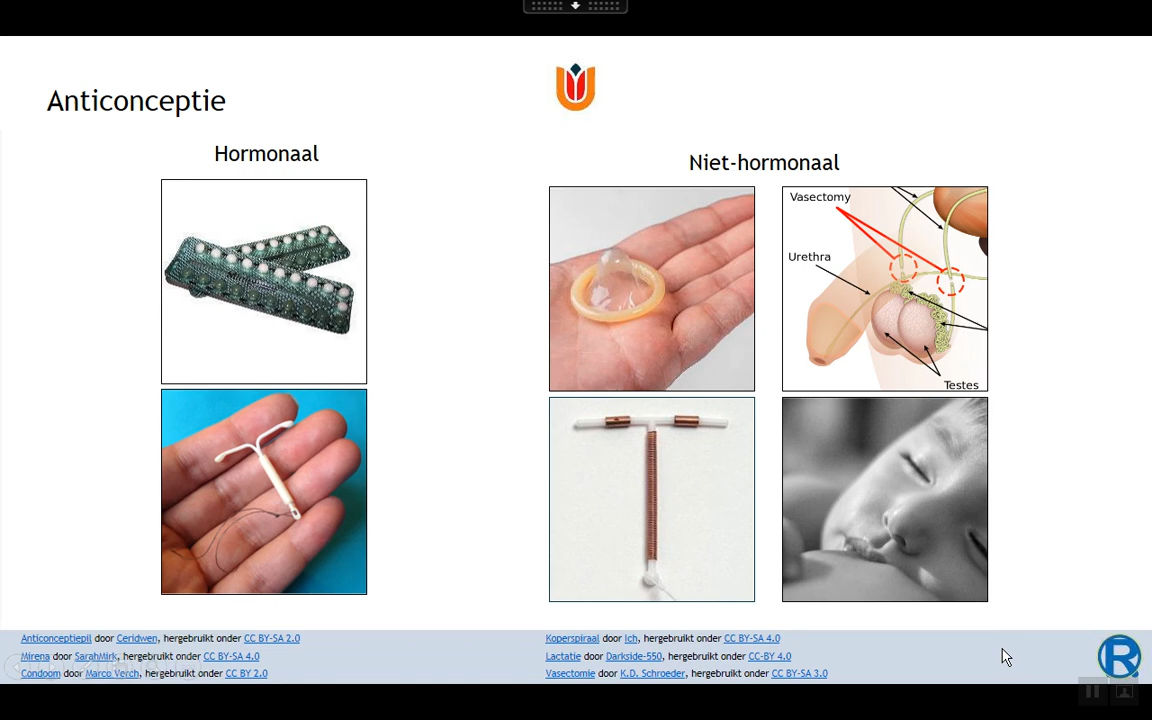 Anticonceptie
Hormonaal
Niet-hormonaal
Vasectomy
Urethra
Testes
Anticonceptiepil door Ceridwen, hergebruikt onder CC BY-SA 2.0
Mirena door SarahMirk, hergebruikt onder CC BY-SA 4.0
Condoom door Marco Verch, hergebruikt onder CC BY 2.0
Koperspiraal door Ich, hergebruikt onder CC BY-SA 4.0
Lactatie door Darkside-550, hergebruikt onder CC-BY 4.0
Vasectomie door K.D. Schroeder, hergebruikt onder CC BY-SA 3.0
R